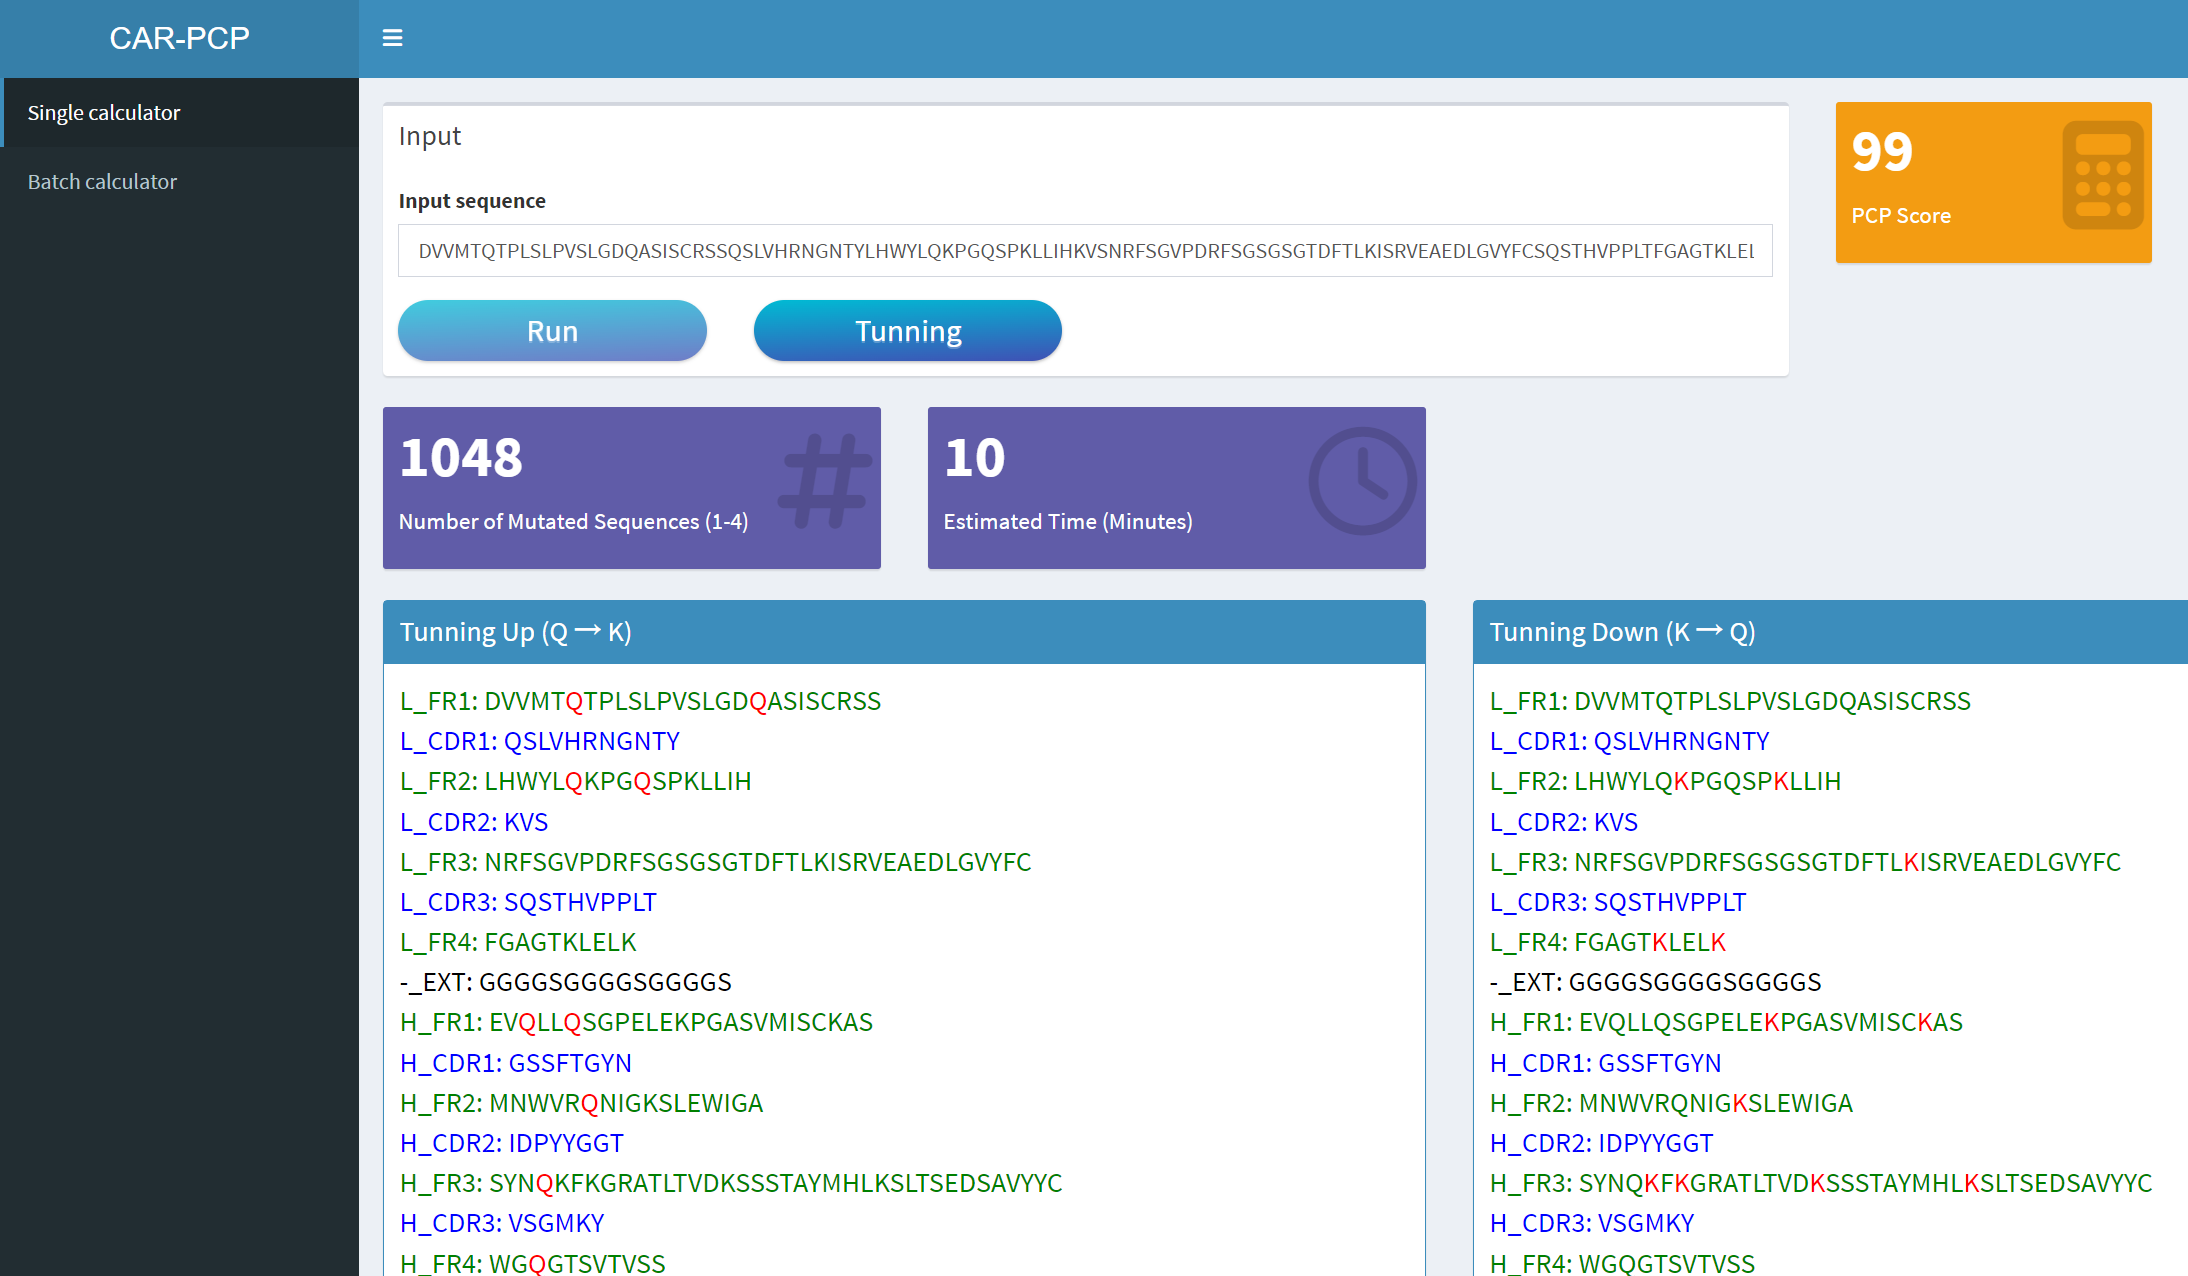 CAR-PCP
Single calculator
Batch calculator
Input
Input sequence
DVVMTQTPLSLPVSLGDQASISCRSSQSLVHRNGNTYLHWYLQKPGQSPKLLIHKVSNRFSGVPDRFSGSGSGTDFTLKISRVEAEDLGVYFCSQSTHVPPLTFGAGTKLEL
Run
Tunning
99
PCP Score
1048
Number of Mutated Sequences (1-4)
10
Estimated Time (Minutes)
Tunning Up (Q → K)
L_FR1: DVVMTQTPLSLPVSLGDQASISCRSS
L_CDR1: QSLVHRNGNTY
L_FR2: LHWYLQKPGQSPKLLIH
L_CDR2: KVS
L_FR3: NRFSGVPDRFSGSGSGTDFTLKISRVEAEDLGVYFC
L_CDR3: SQSTHVPPLT
L_FR4: FGAGTKLELK
-_EXT: GGGGSGGGGSGGGGS
H_FR1: EVQLLQSGPELEKPGASVMISCKAS
H_CDR1: GSSFTGYN
H_FR2: MNWVRQNIGKSLEWIGA
H_CDR2: IDPYYGGT
H_FR3: SYNQKFKGRATLTVDKSSSTAYMHLKSLTSEDSAVYYC
H_CDR3: VSGMKY
H_FR4: WGQGTSVTVSS
Tunning Down (K → Q)
L_FR1: DVVMTQTPLSLPVSLGDQASISCRSS
L_CDR1: QSLVHRNGNTY
L_FR2: LHWYLQKPGQSPKLLIH
L_CDR2: KVS
L_FR3: NRFSGVPDRFSGSGSGTDFTLKISRVEAEDLGVYFC
L_CDR3: SQSTHVPPLT
L_FR4: FGAGTKLELK
-_EXT: GGGGSGGGGSGGGGS
H_FR1: EVQLLQSGPELEKPGASVMISCKAS
H_CDR1: GSSFTGYN
H_FR2: MNWVRQNIGKSLEWIGA
H_CDR2: IDPYYGGT
H_FR3: SYNQKFKGRATLTVDKSSSTAYMHLKSLTSEDSAVYYC
H_CDR3: VSGMKY
H_FR4: WGQGTSVTVSS